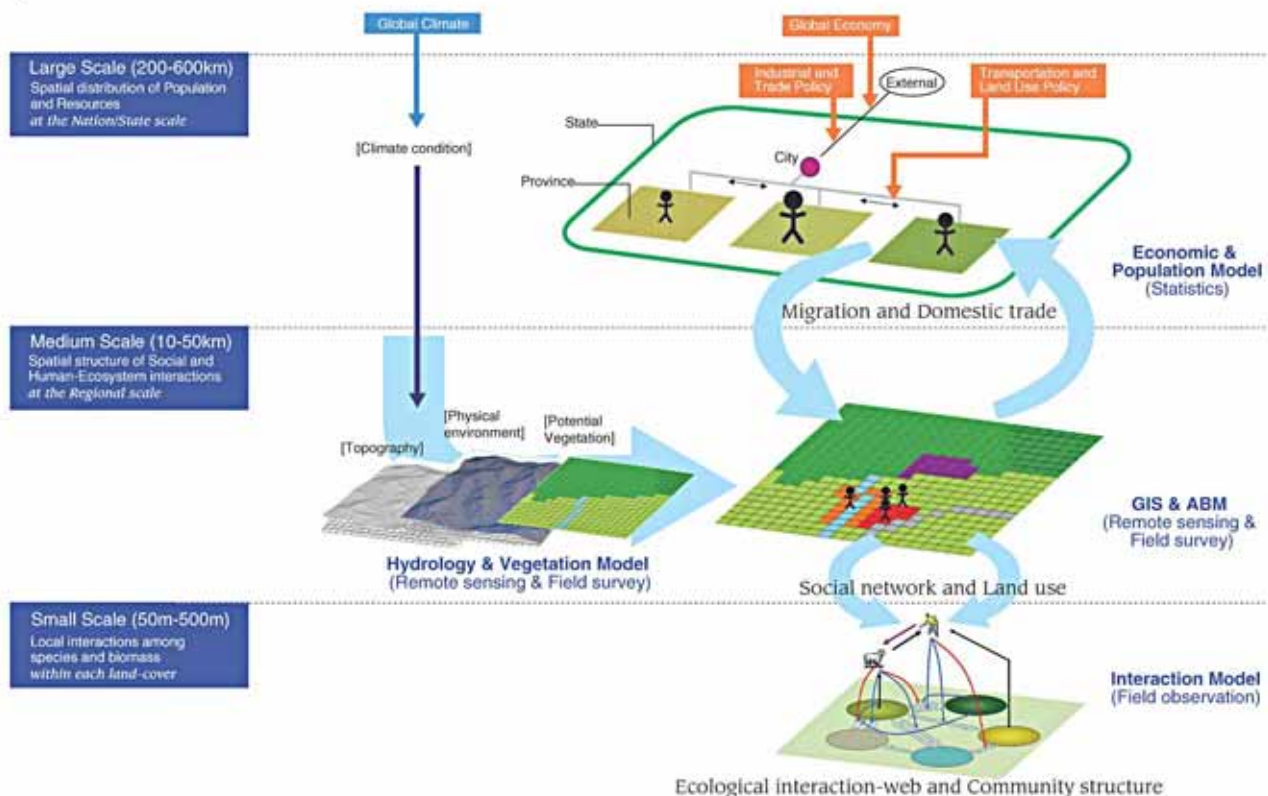 Global Climate
Global Economy
Large Scale (200-600km)
Spatial distribution of Population
and Resources
at the Nation/State scale
Industrial and
Trade Policy
External
Transportation and
Land Use Policy
State
[Climate condition]
City
Province
Economic &
Population Model
(Statistics)
Migration and Domestic trade
Medium Scale (10-50km)
Spatial structure of Social and
Human-Ecosystem interactions
at the Regional scale
[Topography]
[Physical
environment]
[Potential
Vegetation]
GIS & ABM
(Remote sensing &
Field survey)
Hydrology & Vegetation Model
(Remote sensing & Field survey)
Social network and Land use
Small Scale (50m-500m)
Local interactions among
species and biomass
within each land-cover
Interaction Model
(Field observation)
Ecological interaction-web and Community structure